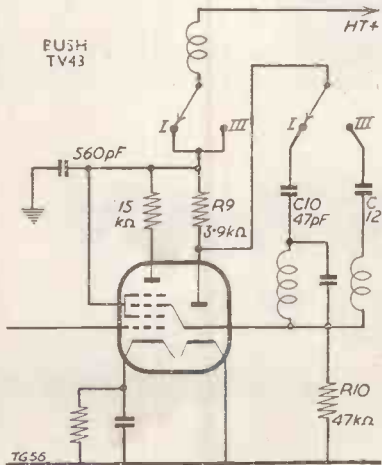 HT+
BUSH
TV43
I
III
I
III
560pF
15
kΩ
R9
3·9kΩ
C10
47pF
C
12
R10
47kΩ
TG56